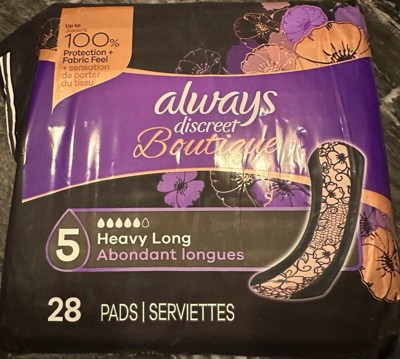 Up to
Jusqu'à
100%
Protection +
Fabric Feel
+ sensation
de porter
du tissu
always
discreet
Boutique
5
Heavy Long
Abondant longues
28 PADS | SERVIETTES